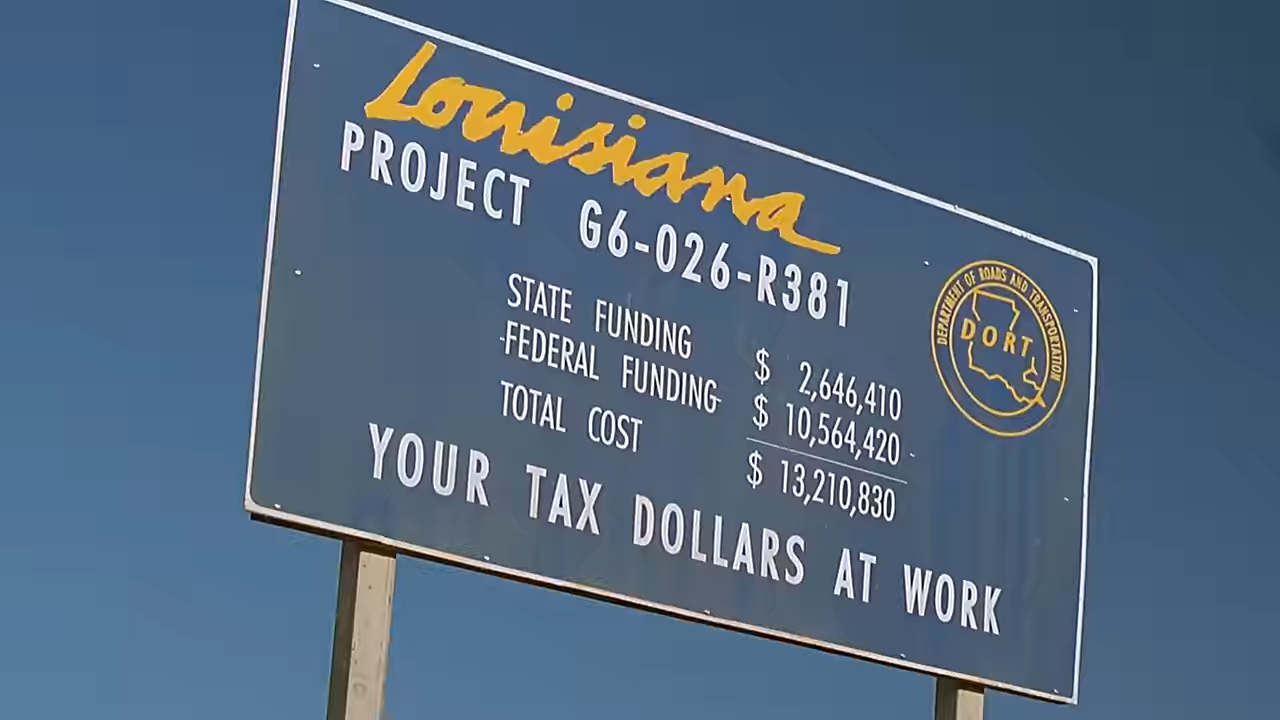 Louisiana
PROJECT G6-026-R381
STATE FUNDING $ 2,646,410
FEDERAL FUNDING $ 10,564,420
TOTAL COST $ 13,210,830
YOUR TAX DOLLARS AT WORK
DEPARTMENT OF ROADS AND TRANSPORTATION
DORT